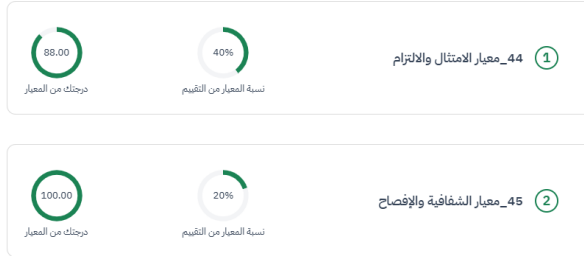 1
44_معيار الامتثال والالتزام
40%
نسبة المعيار من التقييم
88.00
درجتك من المعيار
2
45_معيار الشفافية والإفصاح
20%
نسبة المعيار من التقييم
100.00
درجتك من المعيار